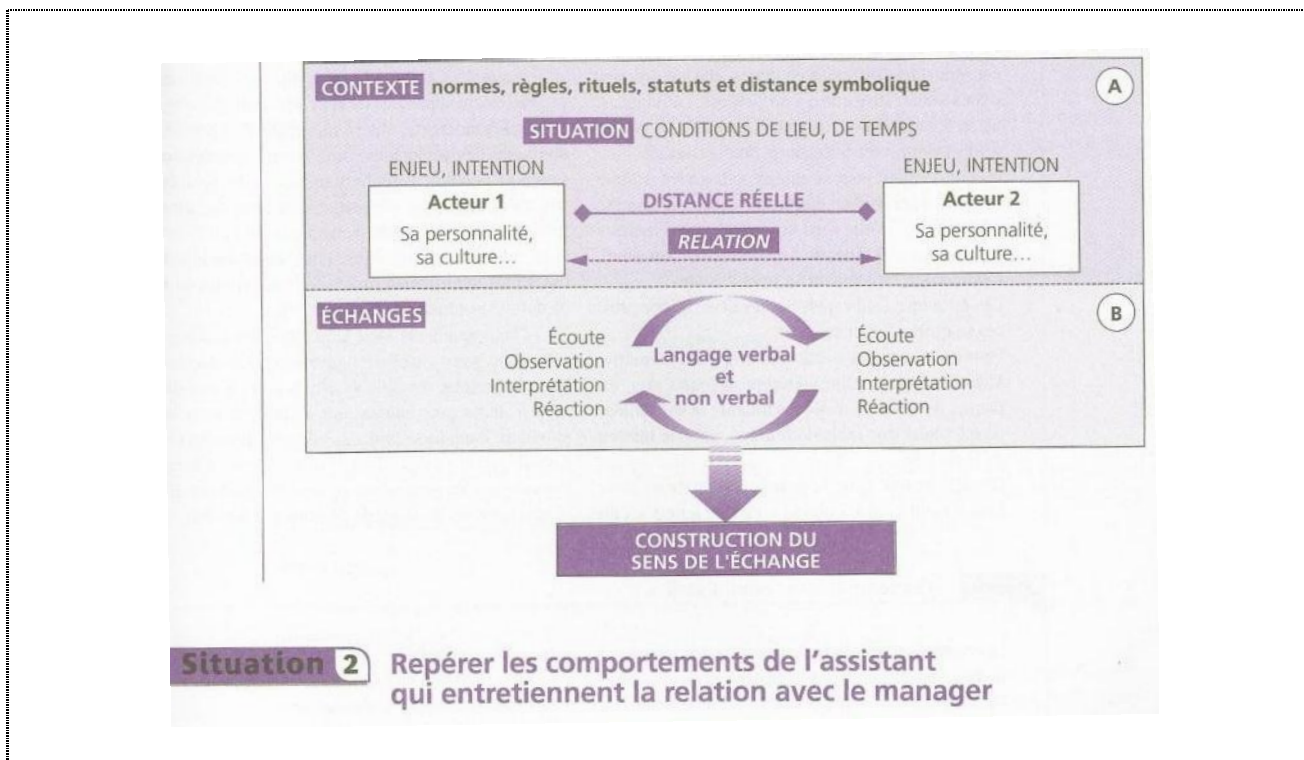 CONTEXTE normes, règles, rituels, statuts et distance symbolique
A
SITUATION CONDITIONS DE LIEU, DE TEMPS
ENJEU, INTENTION
ENJEU, INTENTION
Acteur 1
Sa personnalité,
sa culture...
DISTANCE RÉELLE
RELATION
Acteur 2
Sa personnalité,
sa culture...
ÉCHANGES
B
Écoute
Observation
Interprétation
Réaction
Langage verbal
et
non verbal
Écoute
Observation
Interprétation
Réaction
CONSTRUCTION DU
SENS DE L'ÉCHANGE
Situation 2
Repérer les comportements de l'assistant
qui entretiennent la relation avec le manager